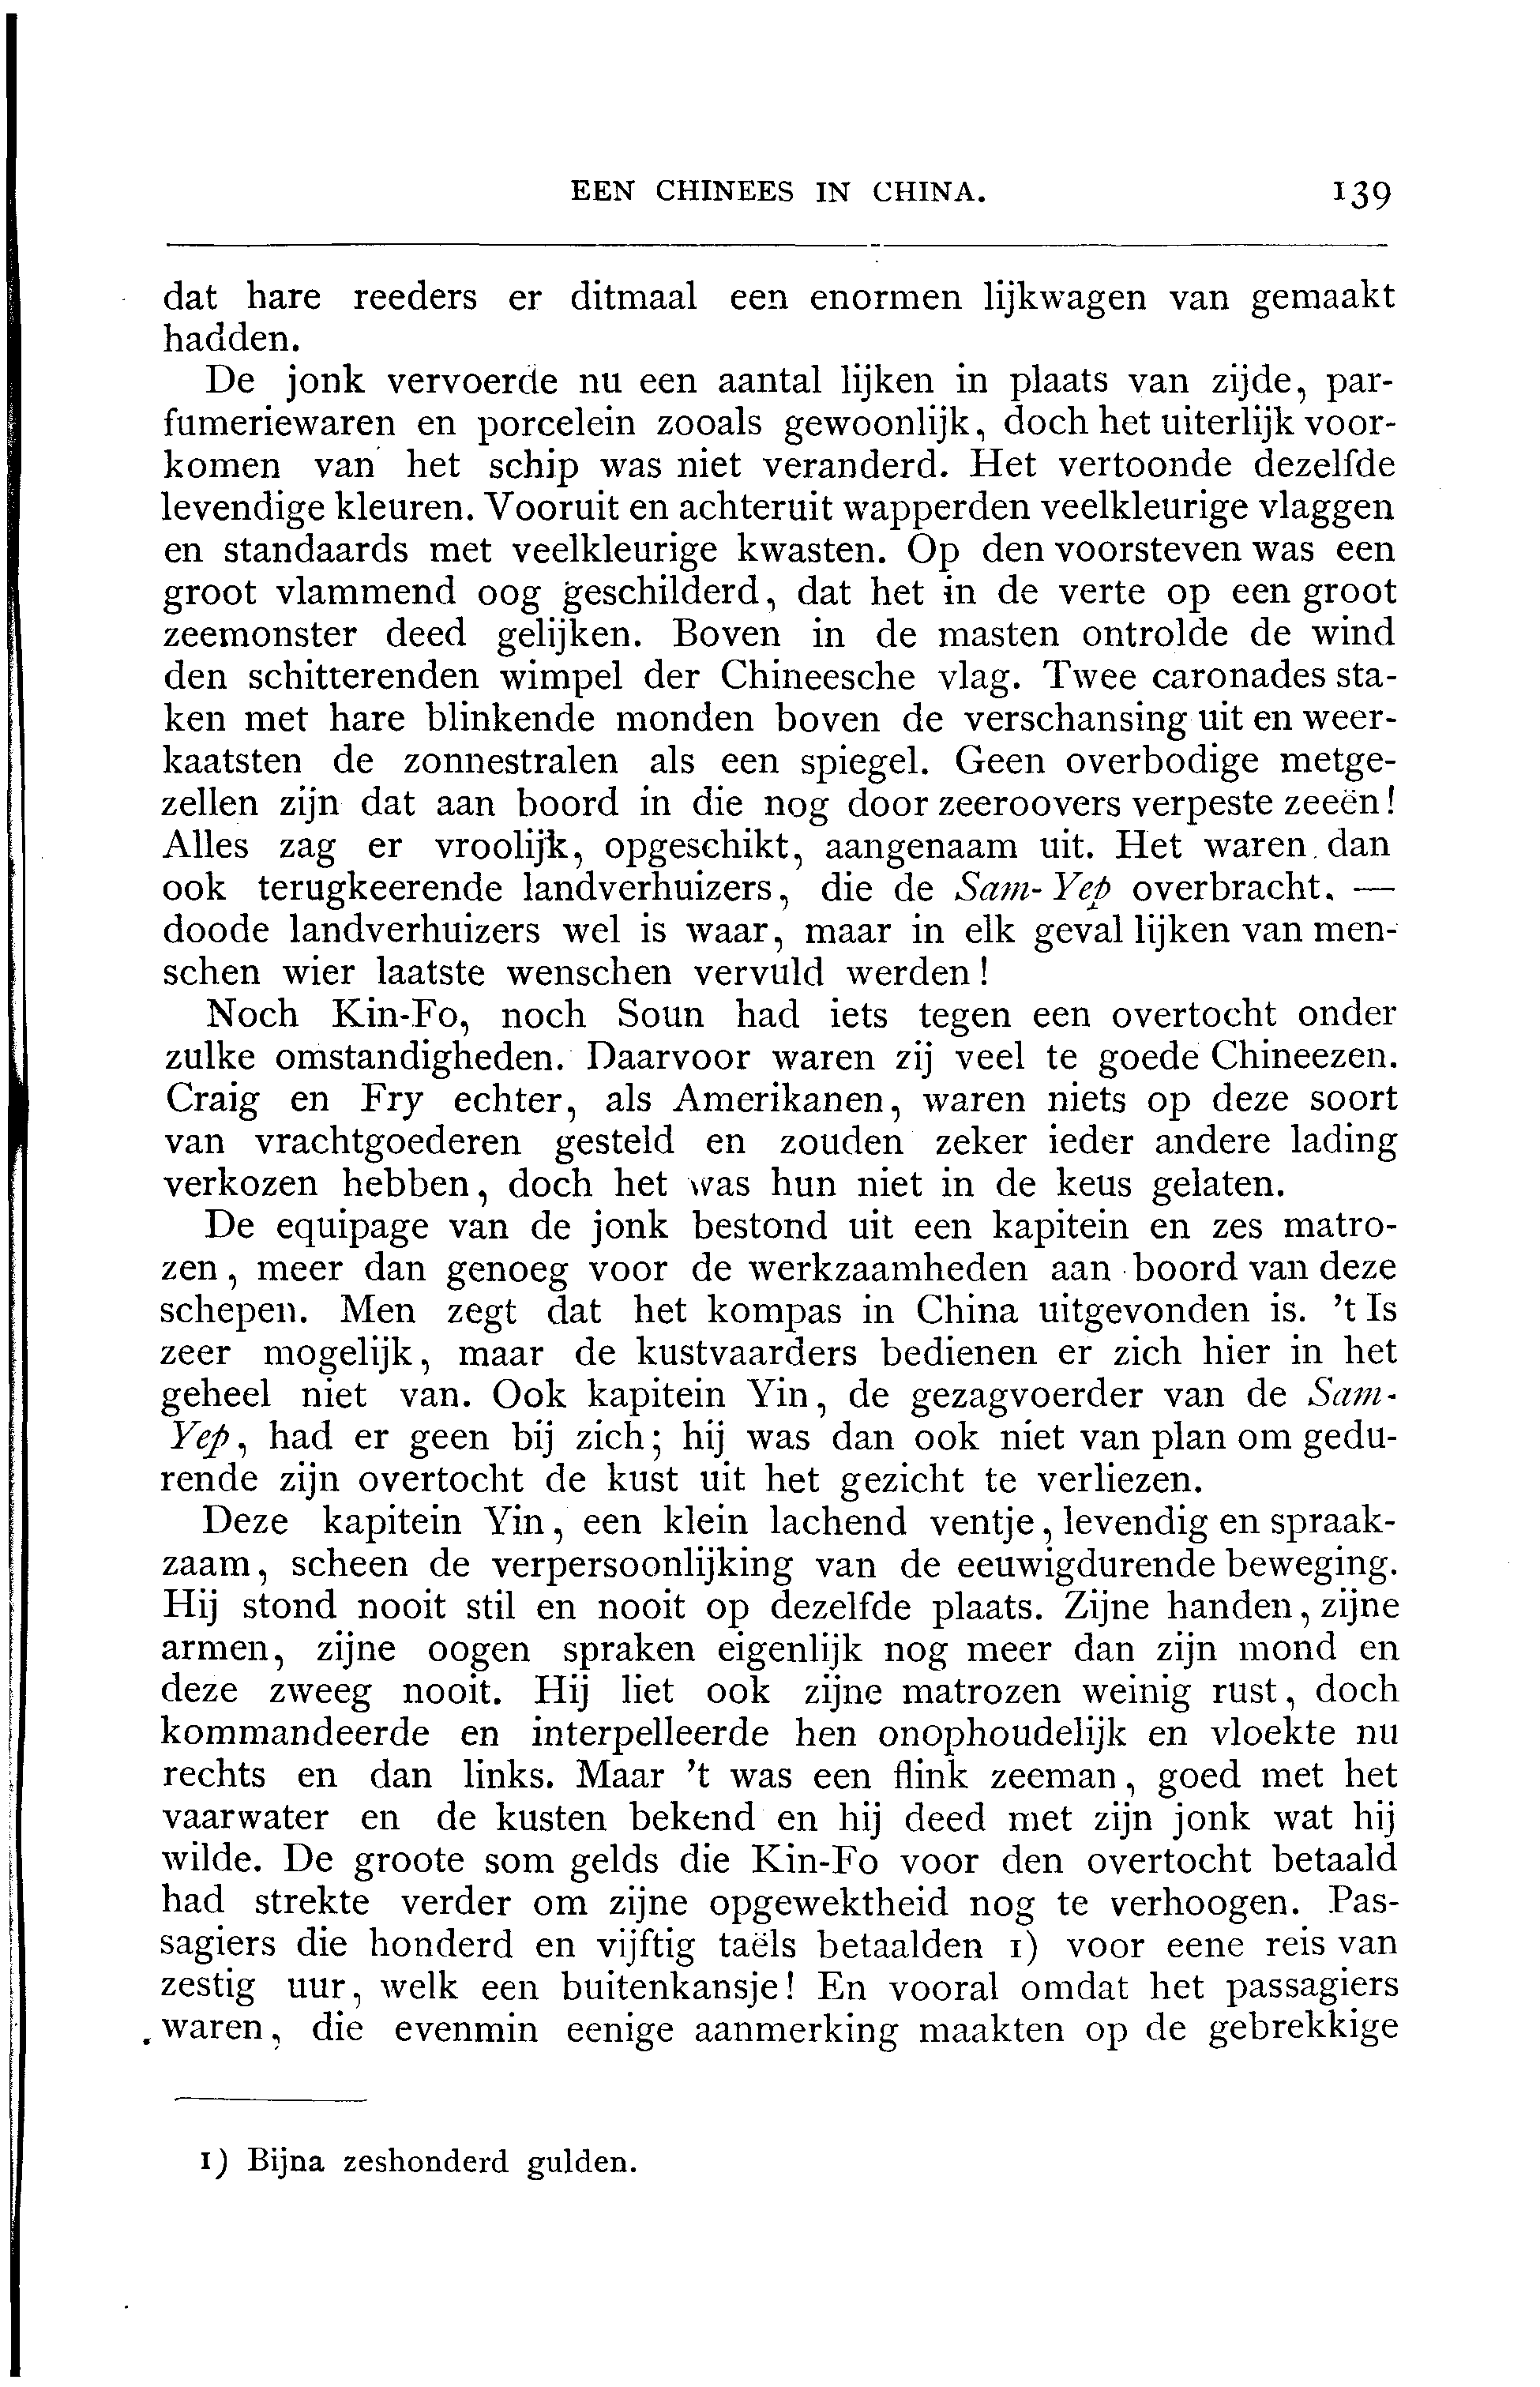 EEN CHINEES IN CHINA. 139
dat hare reeders er ditmaal een enormen lijkwagen van gemaakt
hadden.
De jonk vervoerde nu een aantal lijken in plaats van zijde, par-
fumeriewaren en porcelein zooals gewoonlijk, doch het uiterlijk voor-
komen van het schip was niet veranderd. Het vertoonde dezelfde
levendige kleuren. Vooruit en achteruit wapperden veelkleurige vlaggen
en standaards met veelkleurige kwasten. Op den voorsteven was een
groot vlammend oog geschilderd, dat het in de verte op een groot
zeemonster deed gelijken. Boven in de masten ontrolde de wind
den schitterenden wimpel der Chineesche vlag. Twee caronades sta-
ken met hare blinkende monden boven de verschansing uit en weer-
kaatsten de zonnestralen als een spiegel. Geen overbodige metge-
zellen zijn dat aan boord in die nog door zeeroovers verpeste zeeën!
Alles zag er vroolijk, opgeschikt, aangenaam uit. Het waren dan
ook terugkeerende landverhuizers, die de Sam-Yep overbracht. —
doode landverhuizers wel is waar, maar in elk geval lijken van men-
schen wier laatste wenschen vervuld werden!
Noch Kin-Fo, noch Soun had iets tegen een overtocht onder
zulke omstandigheden. Daarvoor waren zij veel te goede Chineezen.
Craig en Fry echter, als Amerikanen, waren niets op deze soort
van vrachtgoederen gesteld en zouden zeker ieder andere lading
verkozen hebben, doch het was hun niet in de keus gelaten.
De equipage van de jonk bestond uit een kapitein en zes matro-
zen, meer dan genoeg voor de werkzaamheden aan boord van deze
schepen. Men zegt dat het kompas in China uitgevonden is. 't Is
zeer mogelijk, maar de kustvaarders bedienen er zich hier in het
geheel niet van. Ook kapitein Yin, de gezagvoerder van de Sam-
Yep, had er geen bij zich; hij was dan ook niet van plan om gedu-
rende zijn overtocht de kust uit het gezicht te verliezen.
Deze kapitein Yin, een klein lachend ventje, levendig en spraak-
zaam, scheen de verpersoonlijking van de eeuwigdurende beweging.
Hij stond nooit stil en nooit op dezelfde plaats. Zijne handen, zijne
armen, zijne oogen spraken eigenlijk nog meer dan zijn mond en
deze zweeg nooit. Hij liet ook zijne matrozen weinig rust, doch
kommandeerde en interpelleerde hen onophoudelijk en vloekte nu
rechts en dan links. Maar 't was een flink zeeman, goed met het
vaarwater en de kusten bekend en hij deed met zijn jonk wat hij
wilde. De groote som gelds die Kin-Fo voor den overtocht betaald
had strekte verder om zijne opgewektheid nog te verhoogen. Pas-
sagiers die honderd en vijftig taëls betaalden 1) voor eene reis van
zestig uur, welk een buitenkansje! En vooral omdat het passagiers
waren, die evenmin eenige aanmerking maakten op de gebrekkige
1) Bijna zeshonderd gulden.